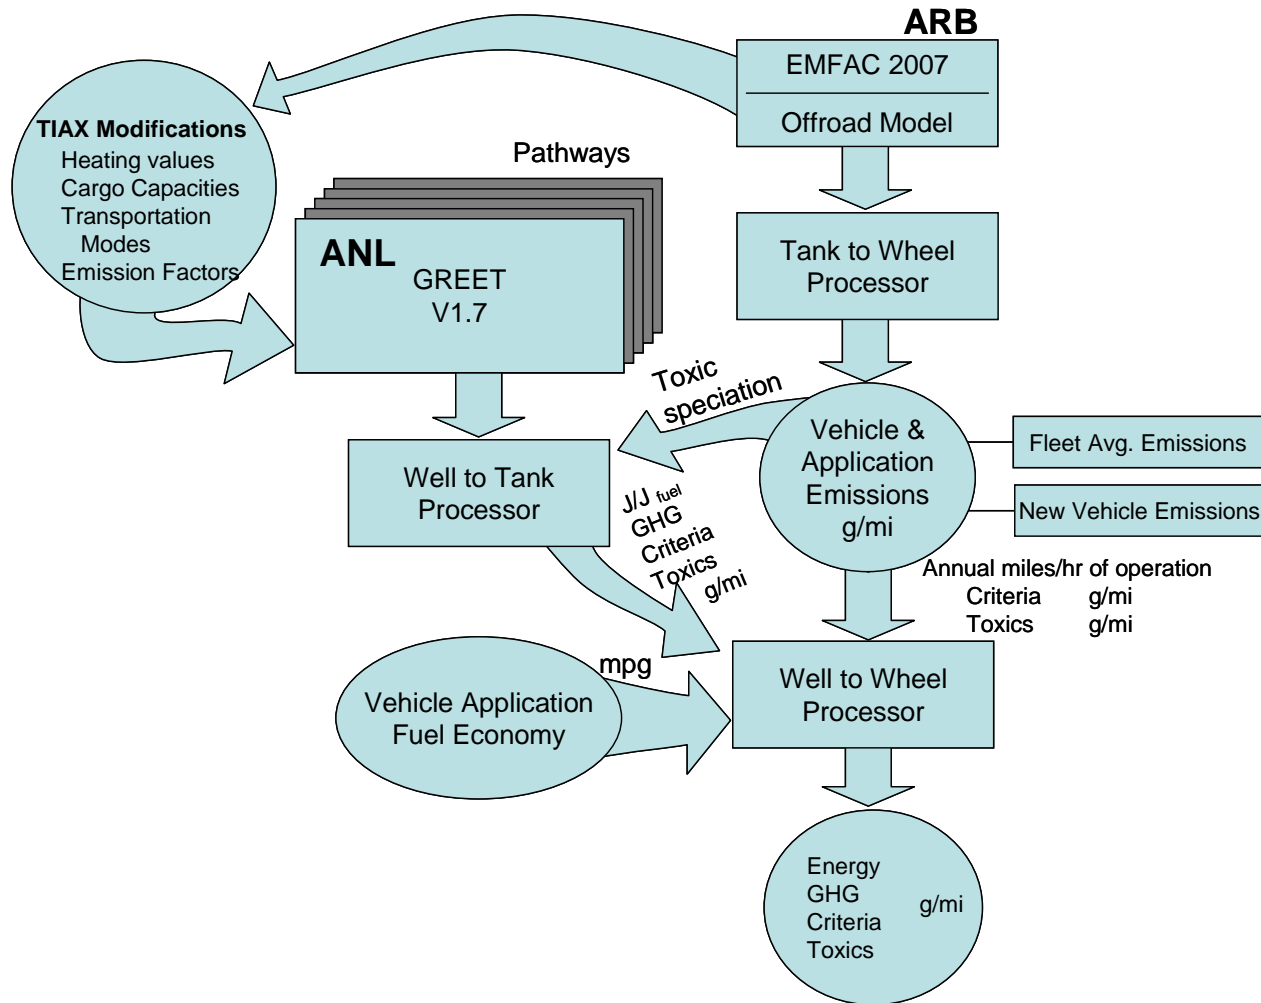 ARB
EMFAC 2007
Offroad Model
TIAX Modifications
Heating values
Cargo Capacities
Transportation
Modes
Emission Factors
Pathways
ANL
GREET
V1.7
Tank to Wheel
Processor
Toxic
speciation
Vehicle &
Application
Emissions
g/mi
Fleet Avg. Emissions
New Vehicle Emissions
Well to Tank
Processor
J/J fuel
GHG
Criteria
Toxics
g/mi
Annual miles/hr of operation
Criteria g/mi
Toxics g/mi
mpg
Vehicle Application
Fuel Economy
Well to Wheel
Processor
Energy
GHG g/mi
Criteria
Toxics